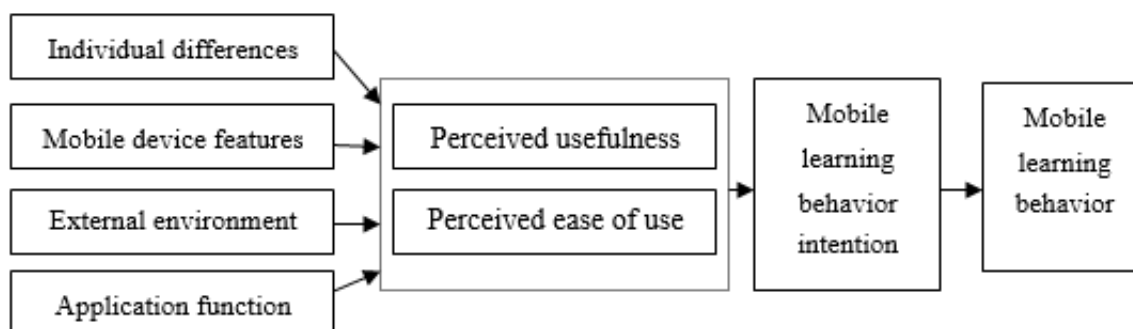 Individual differences
Mobile device features
External environment
Application function
Perceived usefulness
Perceived ease of use
Mobile
learning
behavior
intention
Mobile
learning
behavior